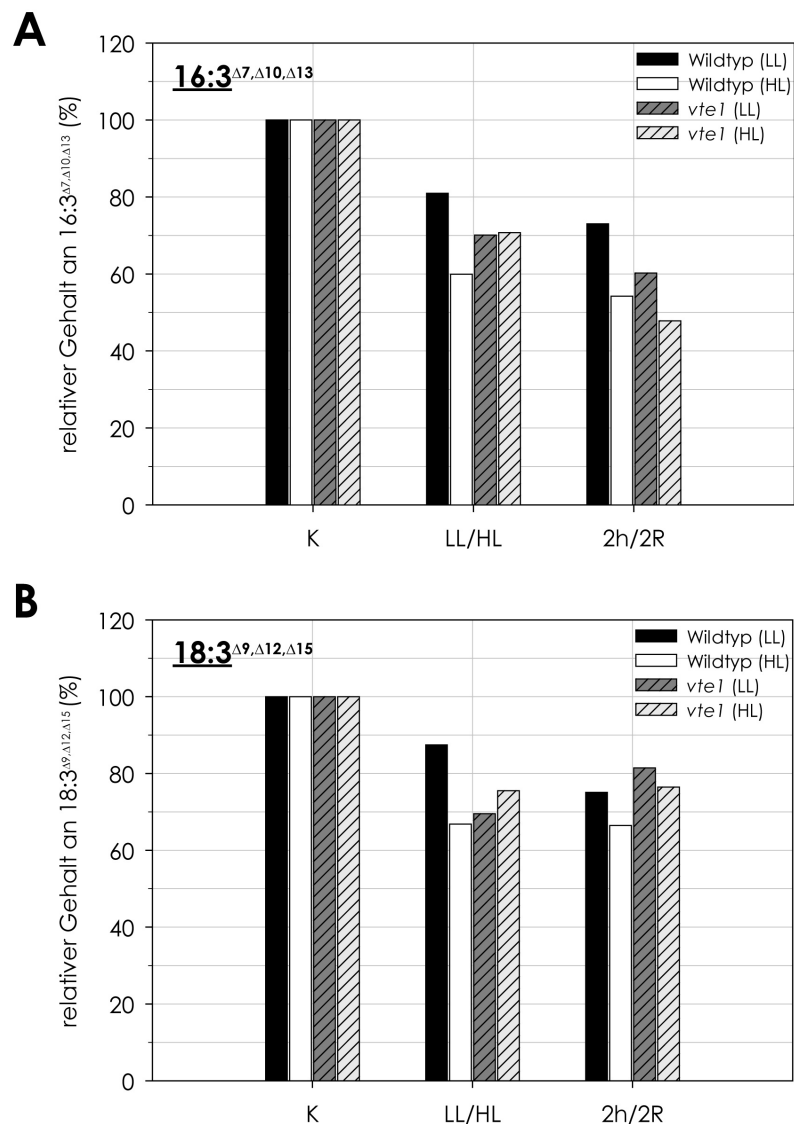 A
120
100
80
60
40
20
0
relativer Gehalt an 16:3Δ7,Δ10,Δ13 (%)
16:3Δ7,Δ10,Δ13
Wildtyp (LL)
Wildtyp (HL)
vte1 (LL)
vte1 (HL)
K LL/HL 2h/2R
B
120
100
80
60
40
20
0
relativer Gehalt an 18:3Δ9,Δ12,Δ15 (%)
18:3Δ9,Δ12,Δ15
Wildtyp (LL)
Wildtyp (HL)
vte1 (LL)
vte1 (HL)
K LL/HL 2h/2R